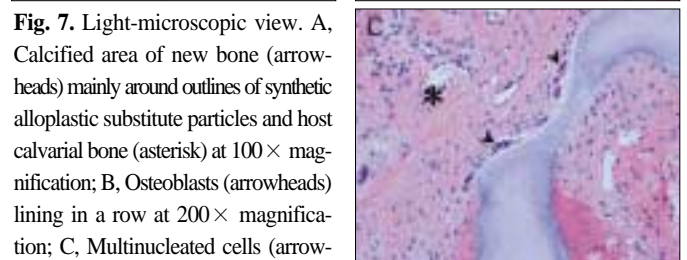 Fig. 7. Light-microscopic view. A,
Calcified area of new bone (arrow-
heads) mainly around outlines of synthetic
alloplastic substitute particles and host
calvarial bone (asterisk) at 100× mag-
nification; B, Osteoblasts (arrowheads)
lining in a row at 200× magnifica-
tion; C, Multinucleated cells (arrow-
C
*